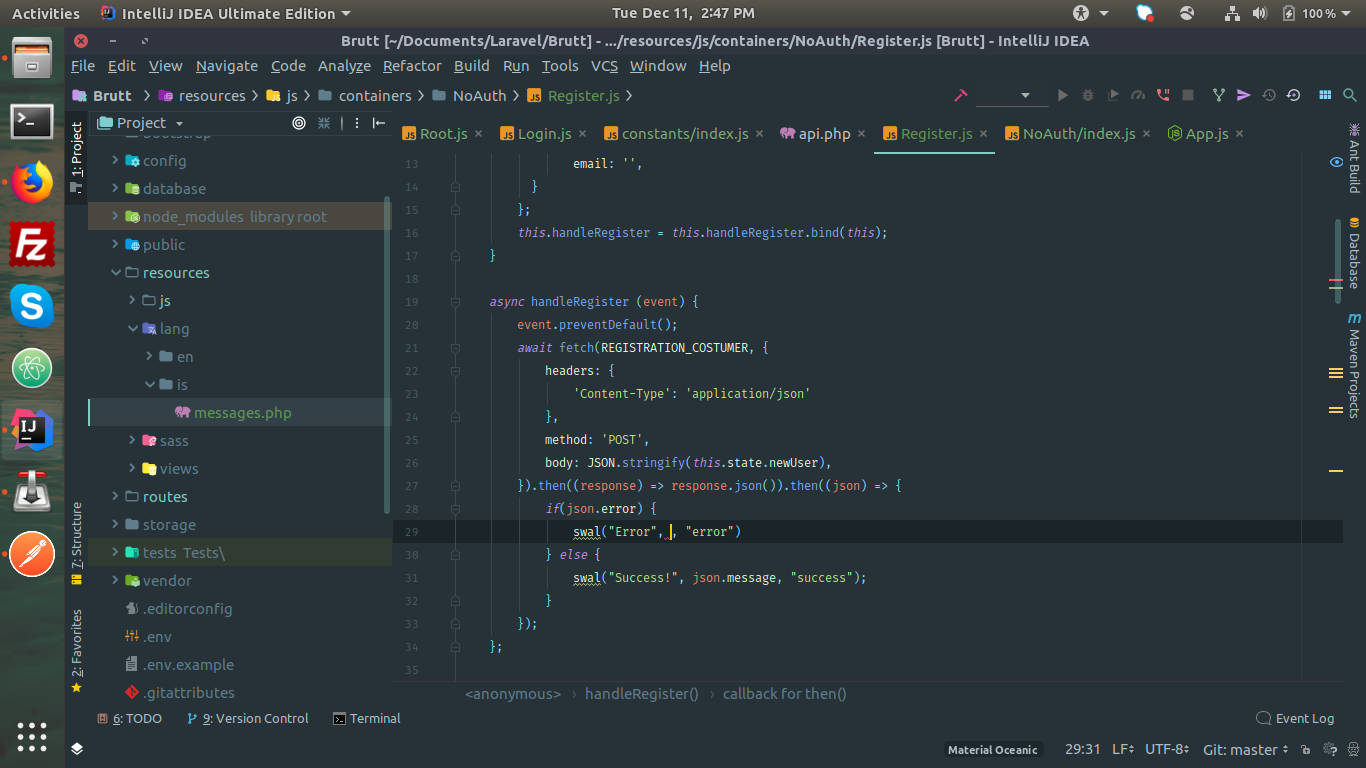 Activities IntelliJ IDEA Ultimate Edition Tue Dec 11, 2:47 PM 100 %
Brutt [~/Documents/Laravel/Brutt] - .../resources/js/containers/NoAuth/Register.js [Brutt] - IntelliJ IDEA
File Edit View Navigate Code Analyze Refactor Build Run Tools VCS Window Help
Brutt resources js containers NoAuth Register.js
Project
Root.js Login.js constants/index.js api.php Register.js NoAuth/index.js App.js
1: Project
7: Structure
2: Favorites
bootstrap
config
database
node_modules library root
public
resources
js
lang
en
is
messages.php
sass
views
routes
storage
tests Tests\
vendor
.editorconfig
.env
.env.example
.gitattributes
13 email: '',
14 }
15 };
16 this.handleRegister = this.handleRegister.bind(this);
17 }
18
19 async handleRegister (event) {
20 event.preventDefault();
21 await fetch(REGISTRATION_COSTUMER, {
22 headers: {
23 'Content-Type': 'application/json'
24 },
25 method: 'POST',
26 body: JSON.stringify(this.state.newUser),
27 }).then((response) => response.json()).then((json) => {
28 if(json.error) {
29 swal("Error", , "error")
30 } else {
31 swal("Success!", json.message, "success");
32 }
33 });
34 };
35
<anonymous> › handleRegister() › callback for then()
Ant Build
Database
Maven Projects
6: TODO 9: Version Control Terminal Event Log
Material Oceanic 29:31 LF UTF-8 Git: master